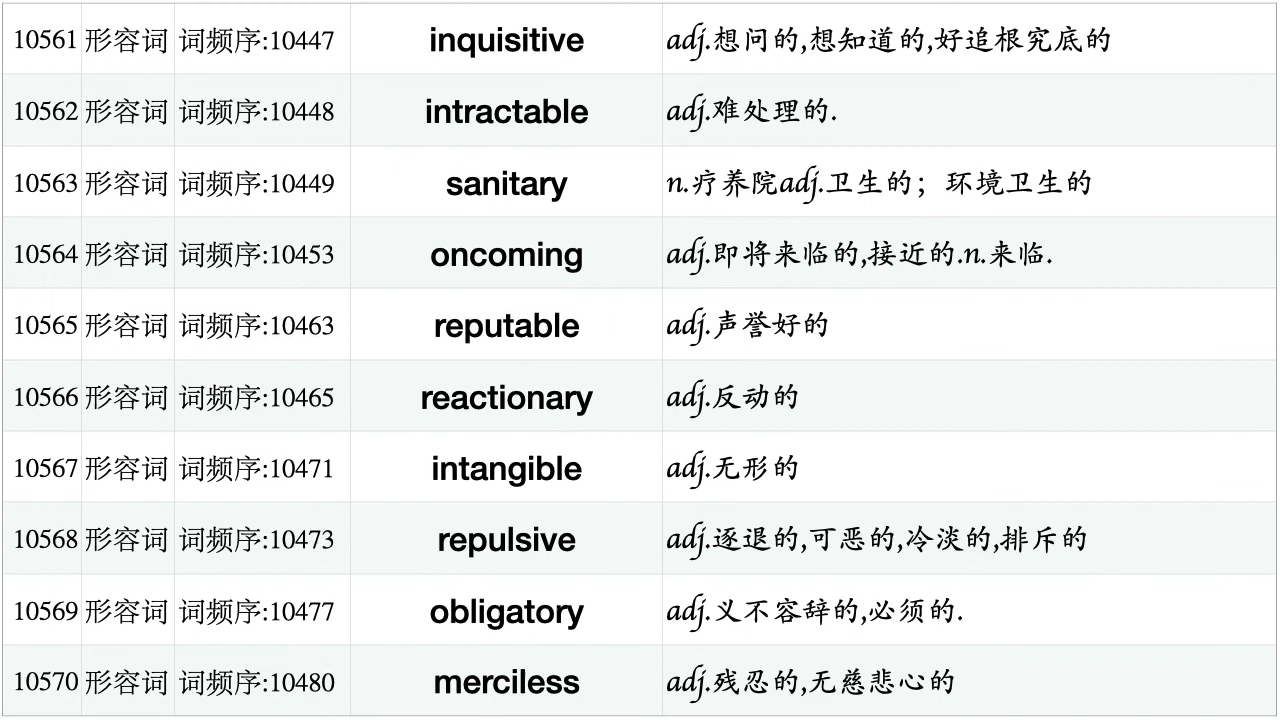 10561 形容词 词频序:10447 inquisitive adj.想问的,想知道的,好追根究底的
10562 形容词 词频序:10448 intractable adj.难处理的.
10563 形容词 词频序:10449 sanitary n.疗养院adj.卫生的；环境卫生的
10564 形容词 词频序:10453 oncoming adj.即将来临的,接近的.n.来临.
10565 形容词 词频序:10463 reputable adj.声誉好的
10566 形容词 词频序:10465 reactionary adj.反动的
10567 形容词 词频序:10471 intangible adj.无形的
10568 形容词 词频序:10473 repulsive adj.逐退的,可恶的,冷淡的,排斥的
10569 形容词 词频序:10477 obligatory adj.义不容辞的,必须的.
10570 形容词 词频序:10480 merciless adj.残忍的,无慈悲心的